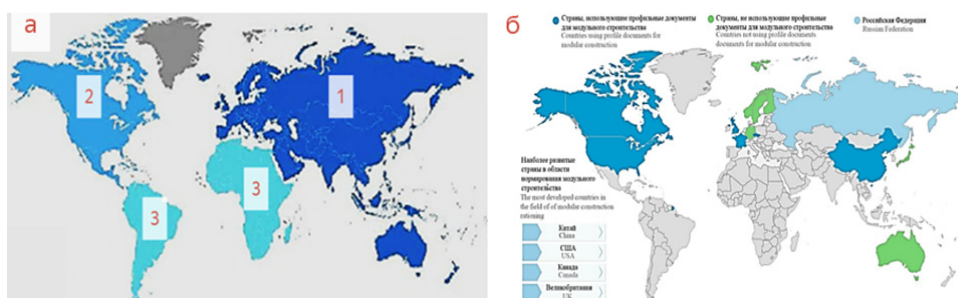 а
2
1
3
3
б
Страны, использующие профильные документы
для модульного строительства
Countries using profile documents for
modular construction
Страны, не использующие профильные
документы для модульного строительства
Countries not using profile documents
documents for modular construction
Российская Федерация
Russian Federation
Наиболее развитые
страны в области
нормирования модульного
строительства
The most developed countries in
the field of of modular construction
rationing
Китай
China
США
USA
Канада
Canada
Великобритания
UK